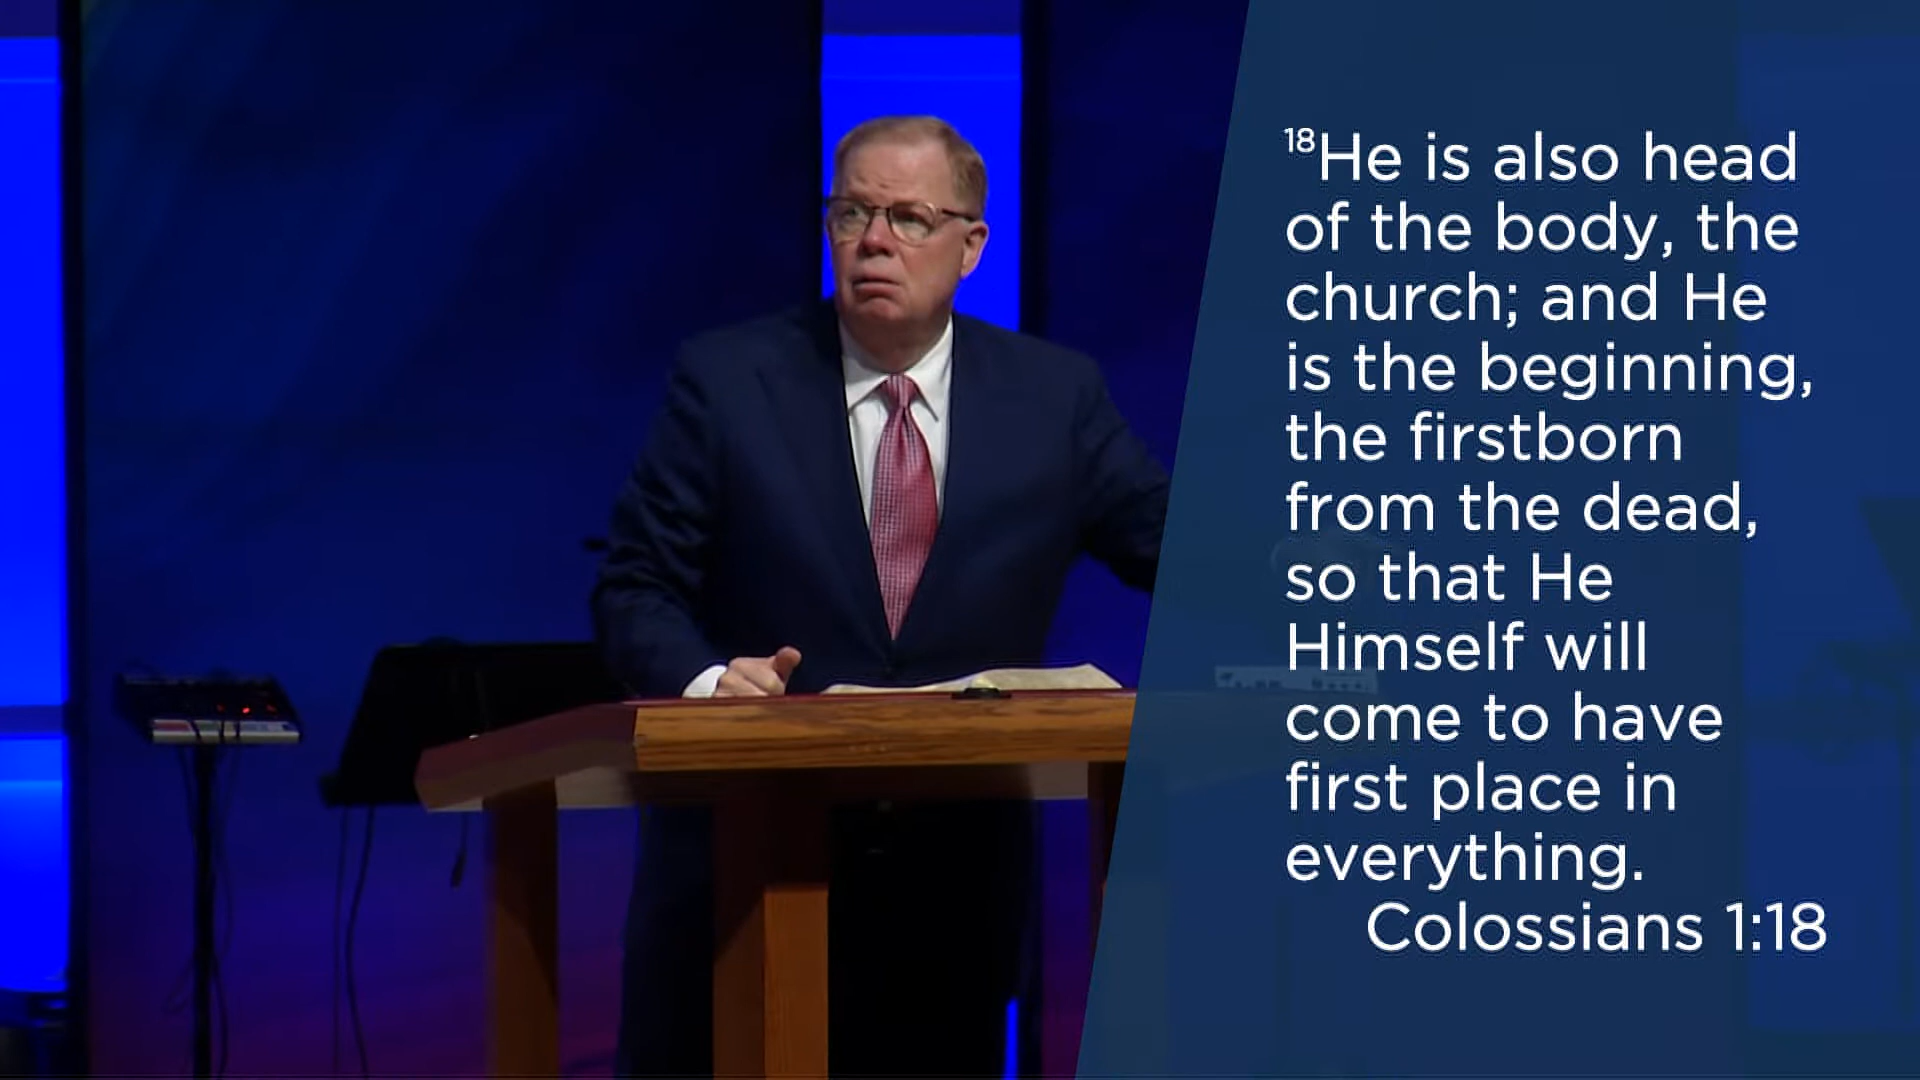 18He is also head
of the body, the
church; and He
is the beginning,
the firstborn
from the dead,
so that He
Himself will
come to have
first place in
everything.
Colossians 1:18